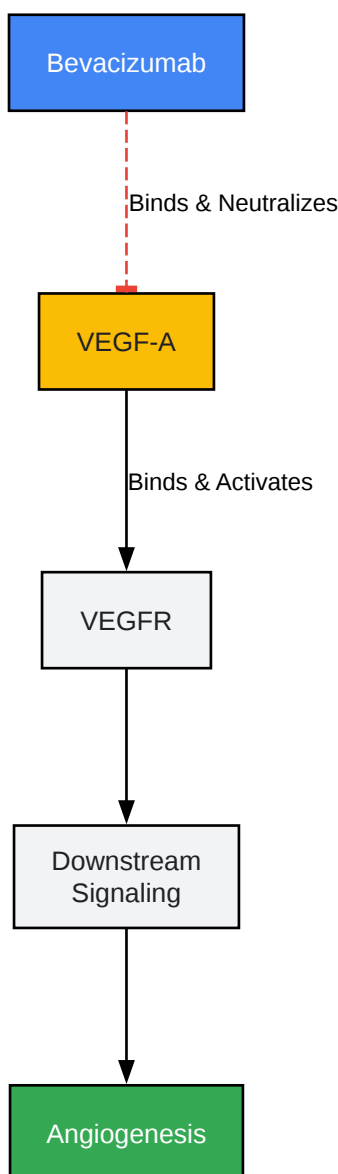 Bevacizumab
Binds & Neutralizes
VEGF-A
Binds & Activates
VEGFR
Downstream
Signaling
Angiogenesis